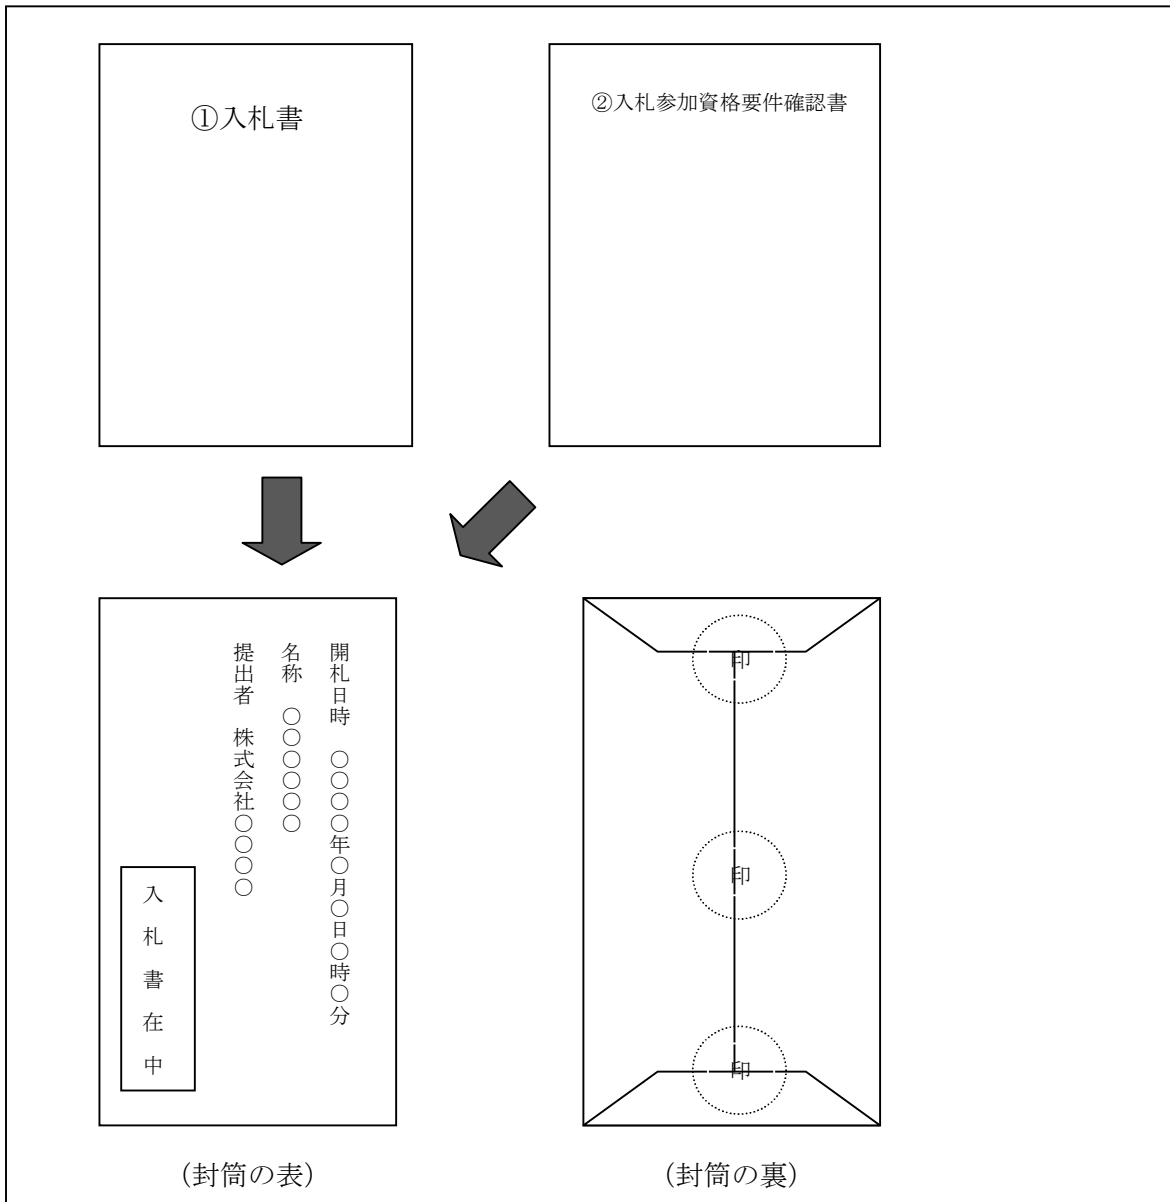 ①入札書
②入札参加資格要件確認書
開札日時　〇〇〇〇年〇月〇日〇時〇分
名称　〇〇〇〇〇〇
提出者　株式会社〇〇〇〇
入札書在中
印
印
印
(封筒の表)
(封筒の裏)